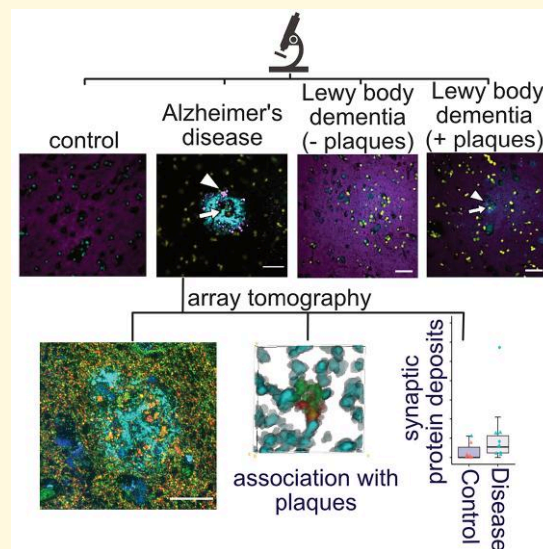 control
Alzheimer's
disease
Lewy body
dementia
(- plaques)
Lewy body
dementia
(+ plaques)
array tomography
association with
plaques
synaptic
protein deposits
Control
Disease